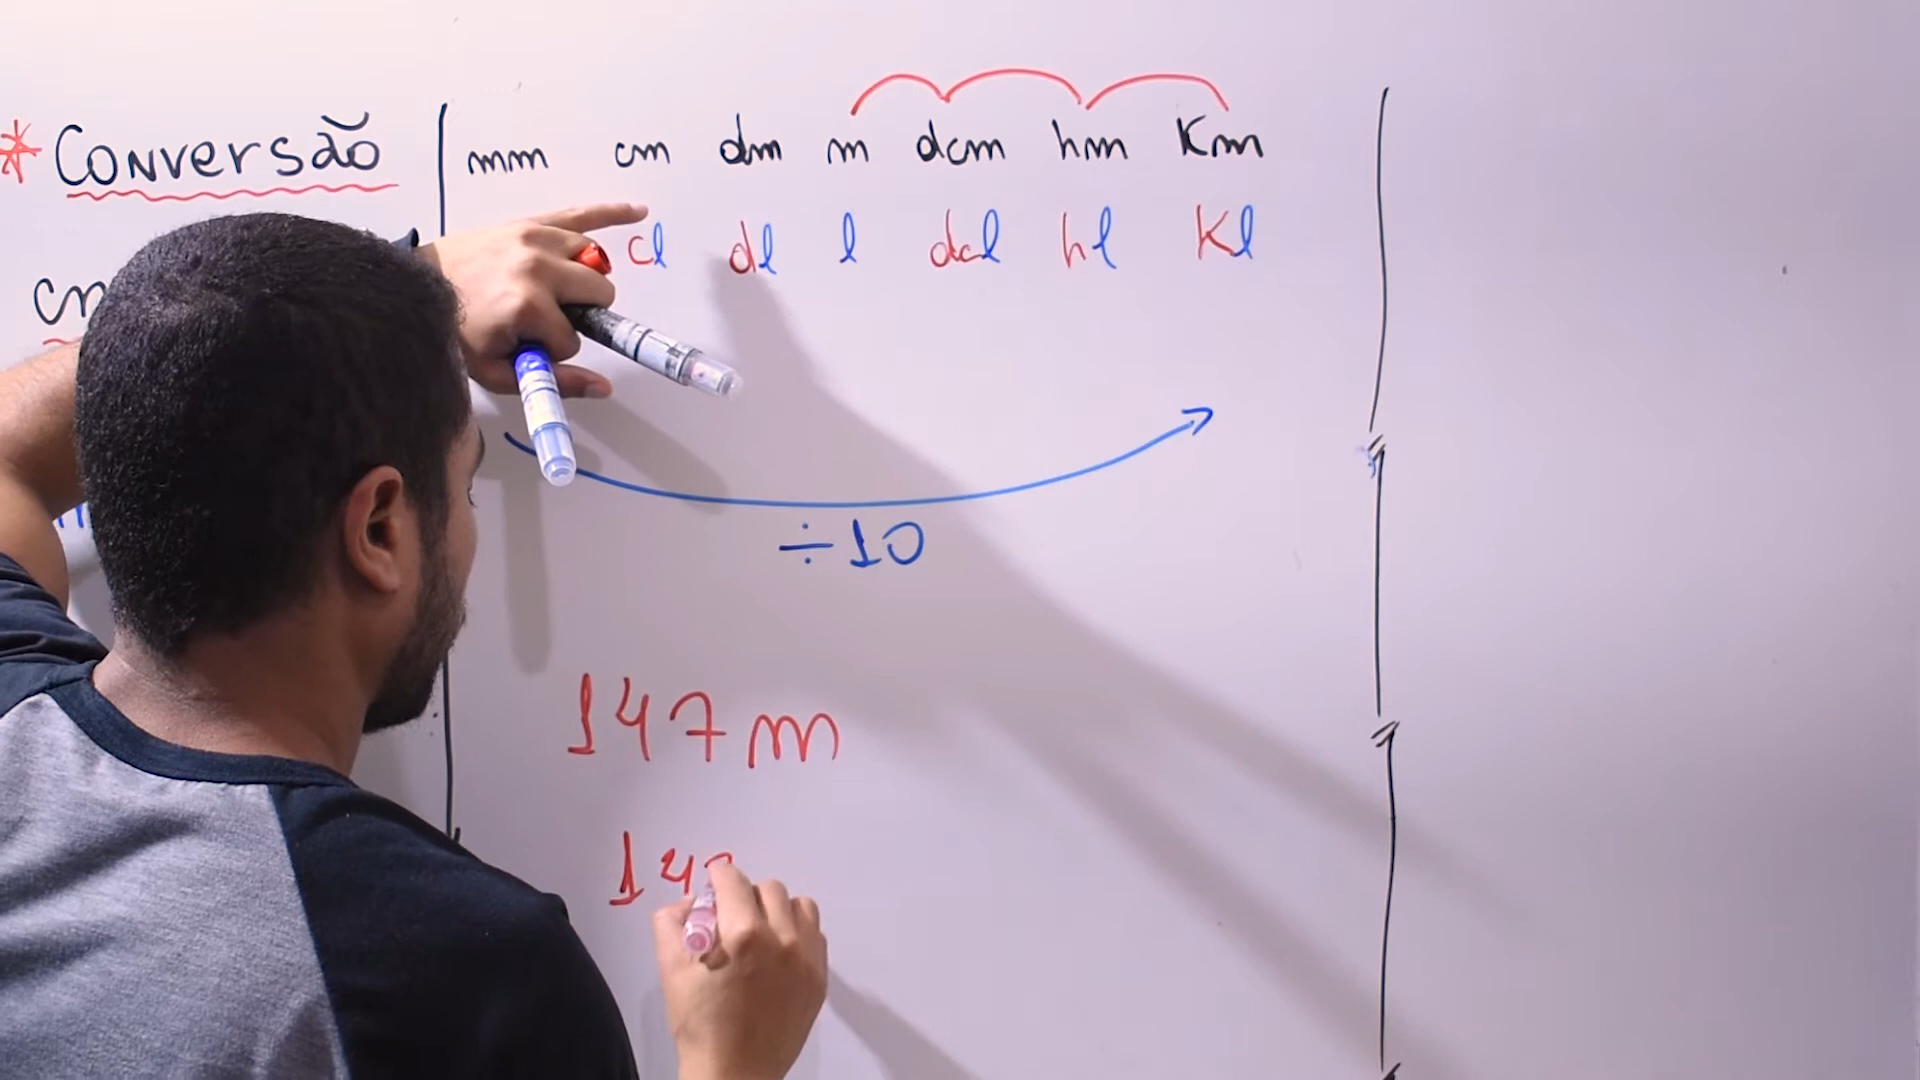 * Conversão
mm cm dm m dcm hm Km
cl dl l dcl hl Kl
÷10
147m
14